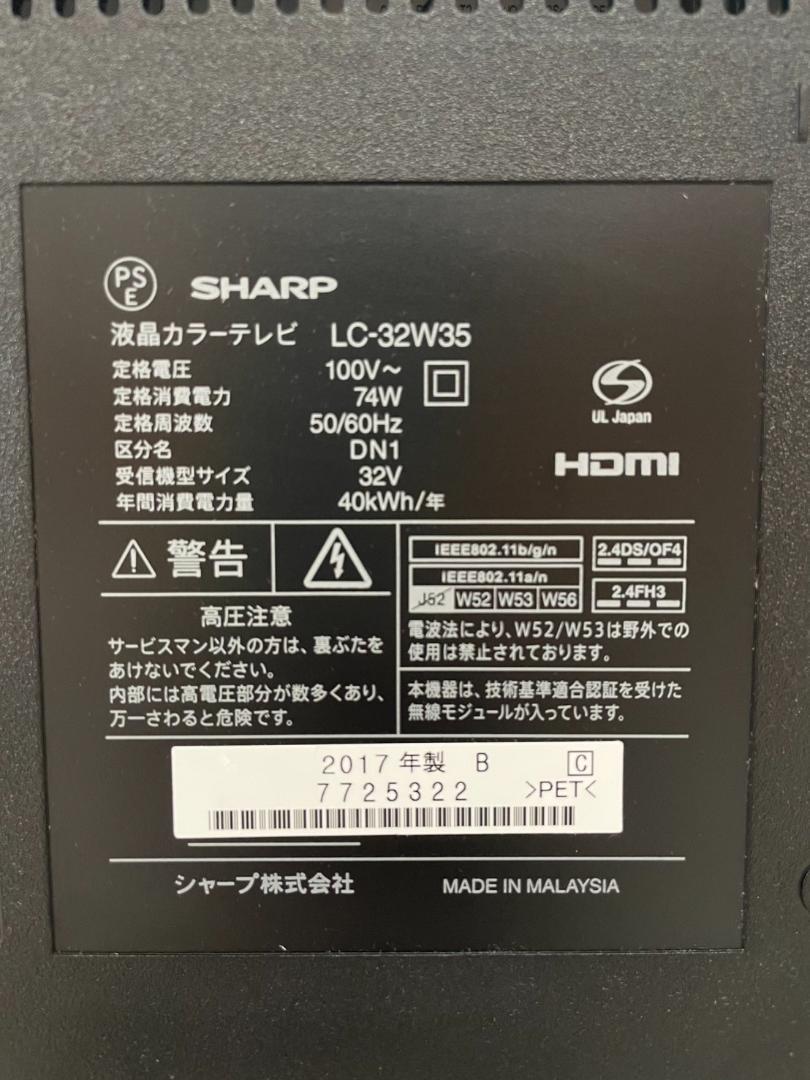 PSE SHARP
液晶カラーテレビ LC-32W35
定格電圧 100V～
定格消費電力 74W
定格周波数 50/60Hz
区分名 DN1
受信機型サイズ 32V
年間消費電力量 40kWh/年
UL Japan
HDMI
警告
高圧注意
サービスマン以外の方は、裏ぶたを
あけないでください。
内部には高電圧部分が数多くあり、
万一さわると危険です。
IEEE802.11b/g/n
IEEE802.11a/n
J52 W52 W53 W56
2.4DS/OF4
2.4FH3
電波法により、W52/W53は野外での
使用は禁止されております。
本機器は、技術基準適合認証を受けた
無線モジュールが入っています。
2017年製 B C
7725322 >PET<
シャープ株式会社 MADE IN MALAYSIA